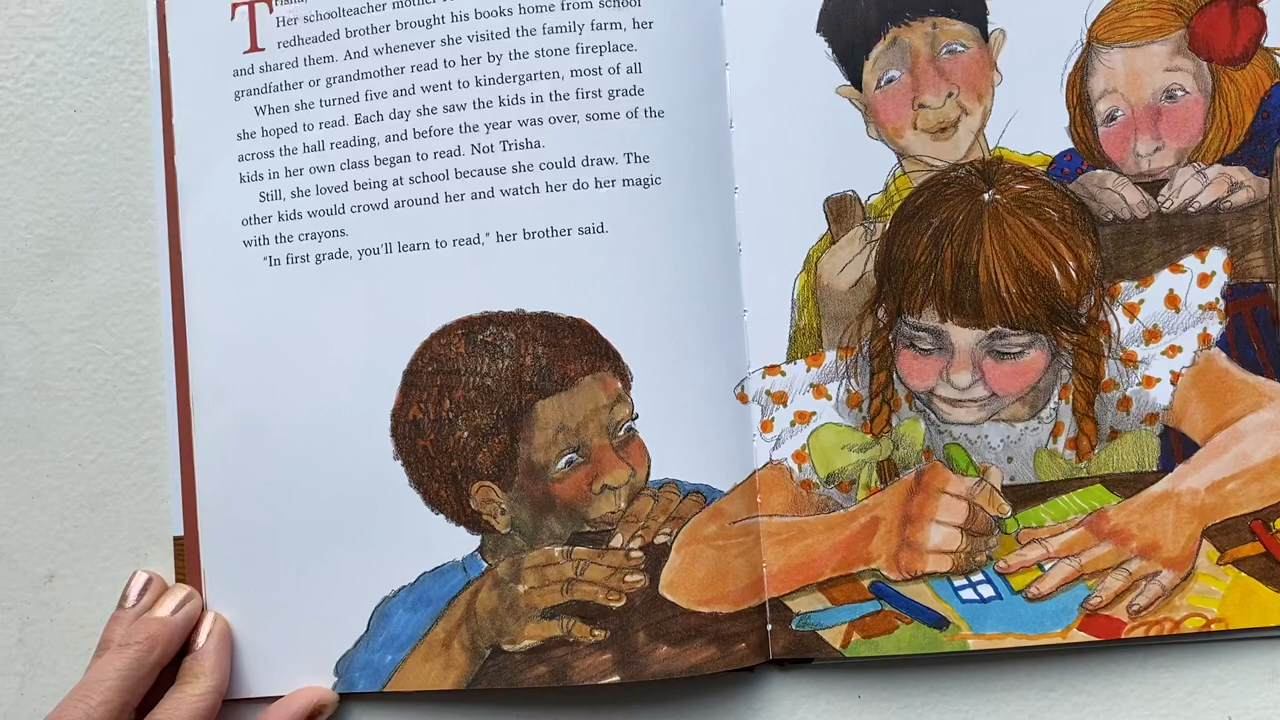 Trisha,
Her schoolteacher mother
redheaded brother brought his books home from school
and shared them. And whenever she visited the family farm, her
grandfather or grandmother read to her by the stone fireplace.
When she turned five and went to kindergarten, most of all
she hoped to read. Each day she saw the kids in the first grade
across the hall reading, and before the year was over, some of the
kids in her own class began to read. Not Trisha.
Still, she loved being at school because she could draw. The
other kids would crowd around her and watch her do her magic
with the crayons.
"In first grade, you'll learn to read," her brother said.